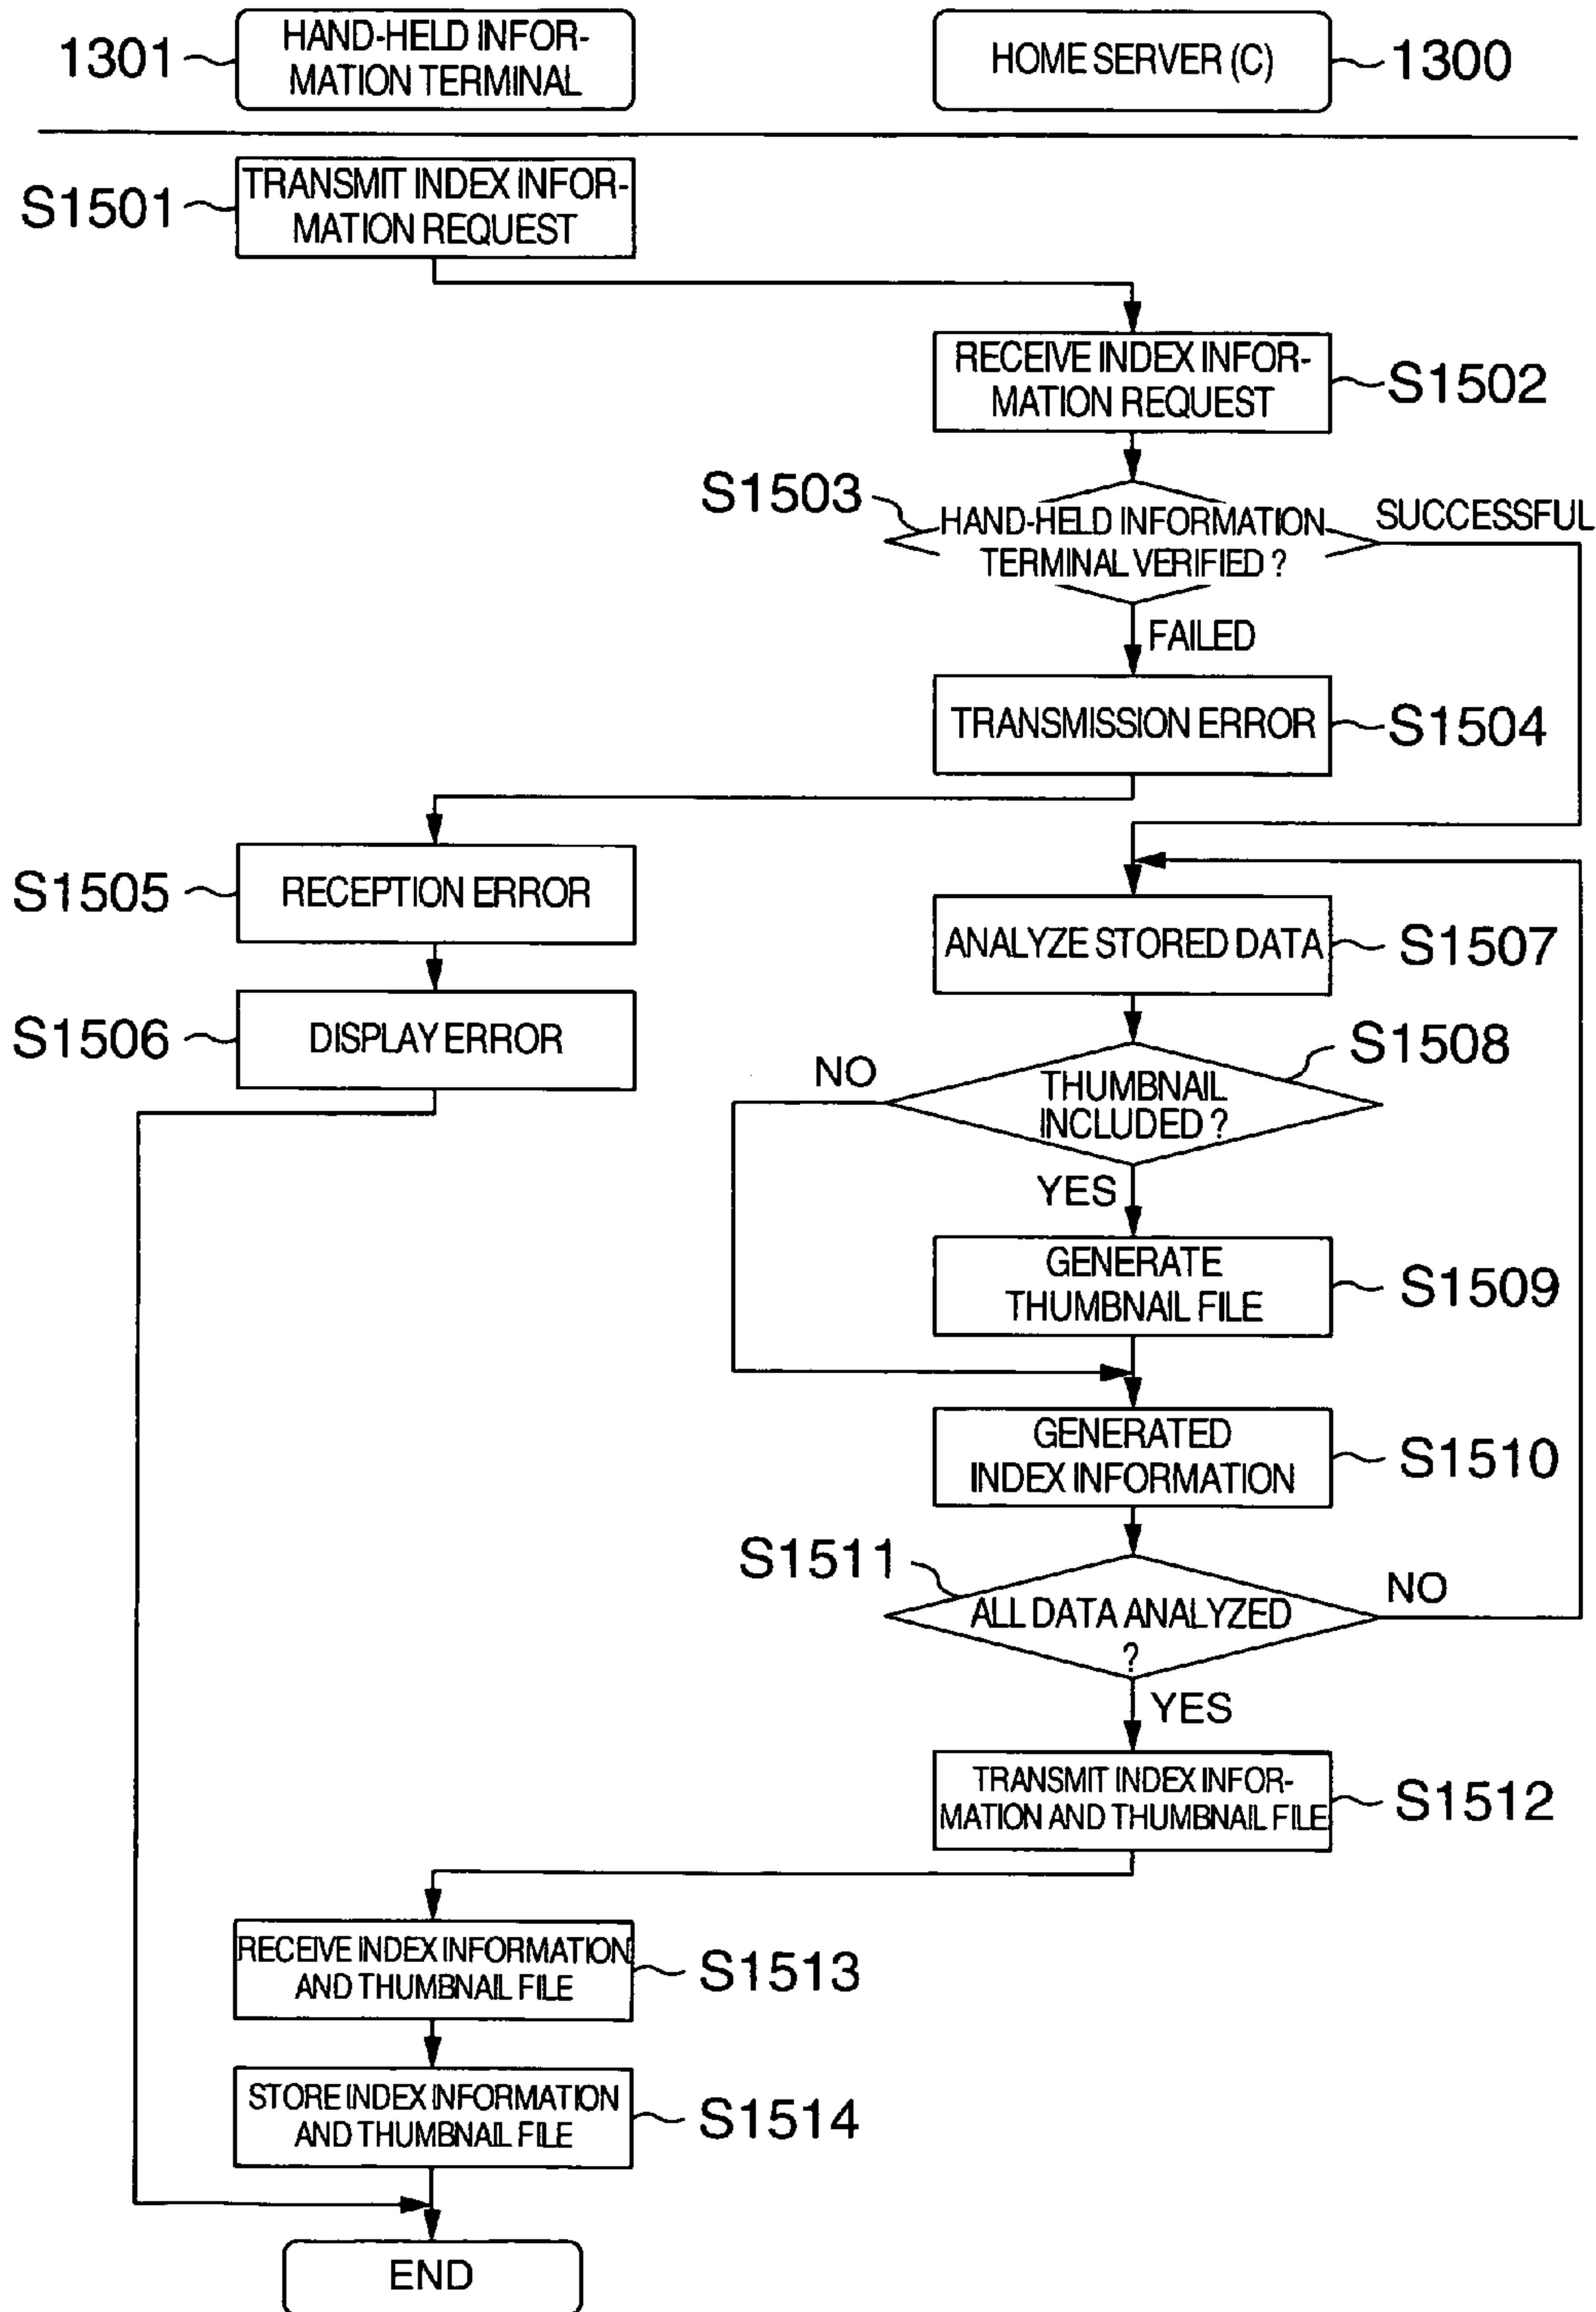 1301
HAND-HELD INFOR-
MATION TERMINAL
HOME SERVER (C)
1300
S1501
TRANSMIT INDEX INFOR-
MATION REQUEST
RECEIVE INDEX INFOR-
MATION REQUEST
S1502
S1503
HAND-HELD INFORMATION
TERMINAL VERIFIED ?
SUCCESSFUL
FAILED
TRANSMISSION ERROR
S1504
S1505
RECEPTION ERROR
ANALYZE STORED DATA
S1507
S1506
DISPLAY ERROR
S1508
NO
THUMBNAIL
INCLUDED ?
YES
GENERATE
THUMBNAIL FILE
S1509
GENERATED
INDEX INFORMATION
S1510
S1511
ALL DATA ANALYZED
?
NO
YES
TRANSMIT INDEX INFOR-
MATION AND THUMBNAIL FILE
S1512
RECEIVE INDEX INFORMATION
AND THUMBNAIL FILE
S1513
STORE INDEX INFORMATION
AND THUMBNAIL FILE
S1514
END